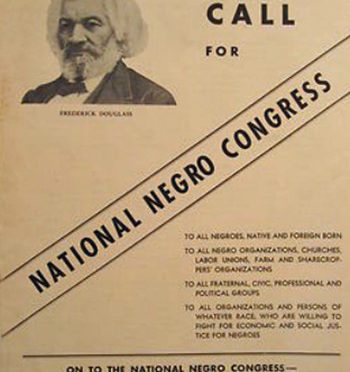 CALL
FOR
FREDERICK DOUGLASS
NATIONAL NEGRO CONGRESS
TO ALL NEGROES, NATIVE AND FOREIGN BORN
TO ALL NEGRO ORGANIZATIONS, CHURCHES,
LABOR UNIONS, FARM AND SHARECROP-
PERS' ORGANIZATIONS
TO ALL FRATERNAL, CIVIC, PROFESSIONAL AND
POLITICAL GROUPS
TO ALL ORGANIZATIONS AND PERSONS OF
WHATEVER RACE, WHO ARE WILLING TO
FIGHT FOR ECONOMIC AND SOCIAL JUS-
TICE FOR NEGROES
ON TO THE NATIONAL NEGRO CONGRESS—